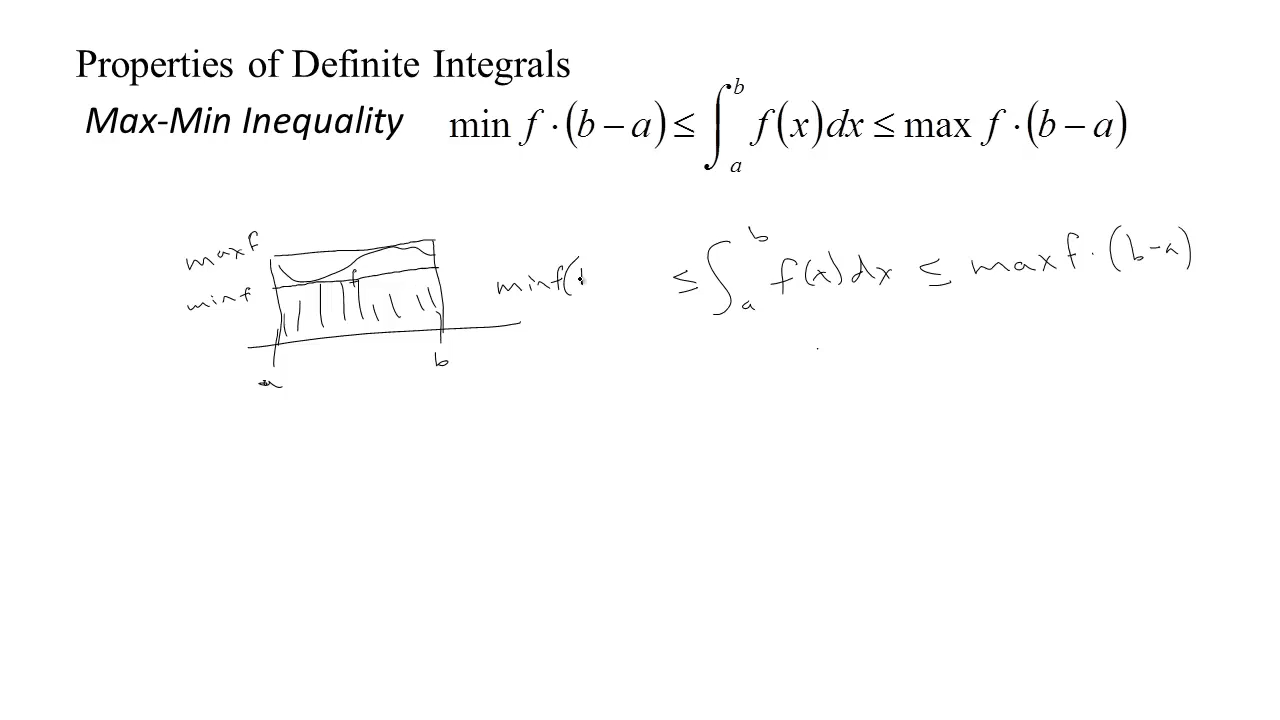 Properties of Definite Integrals
Max-Min Inequality min f · (b − a) ≤ ∫_a^b f(x)dx ≤ max f · (b − a)
max f
min f
f
a
b
min f( ≤ ∫_a^b f(x) dx ≤ max f · (b-a)